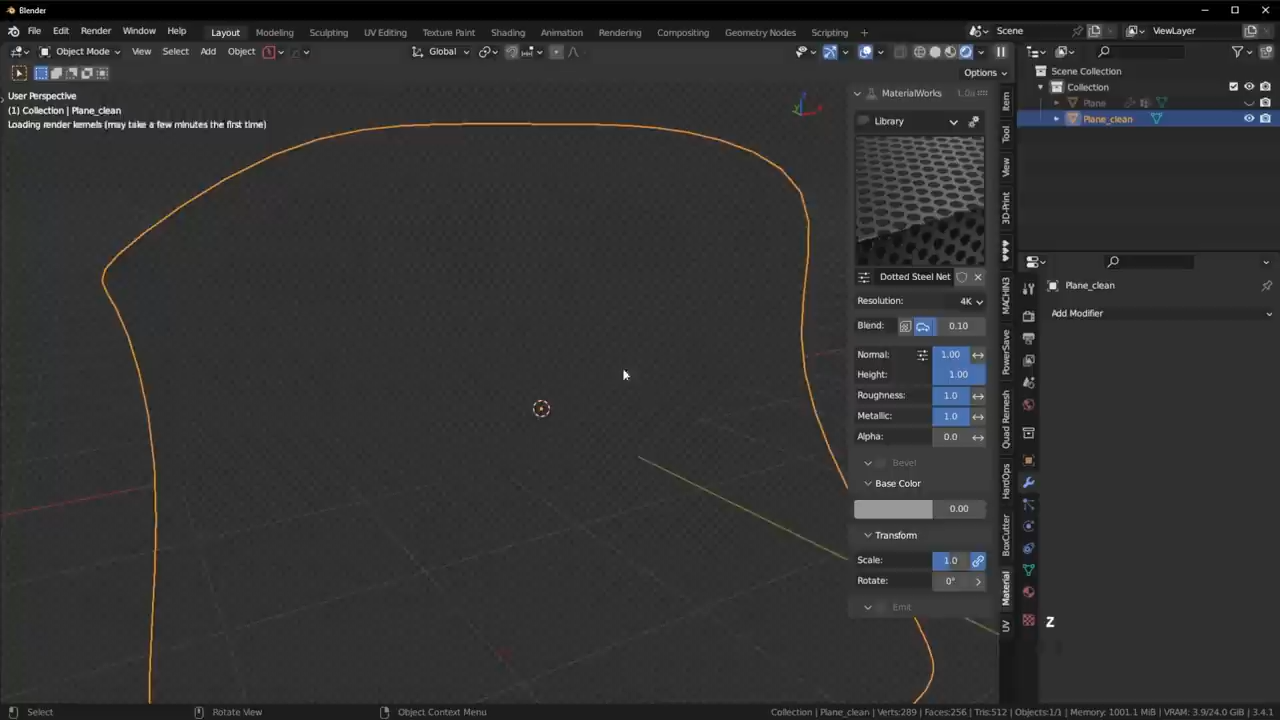 Blender
File Edit Render Window Help Layout Modeling Sculpting UV Editing Texture Paint Shading Animation Rendering Compositing Geometry Nodes Scripting + Scene ViewLayer
Object Mode View Select Add Object Global
Options
User Perspective
(1) Collection | Plane_clean
Loading render kernels (may take a few minutes the first time)
MaterialWorks
Library
Dotted Steel Net
Resolution: 4K
Blend: 0.10
Normal: 1.00
Height: 1.00
Roughness: 1.0
Metallic: 1.0
Alpha: 0.0
Bevel
Base Color
0.00
Transform
Scale: 1.0
Rotate: 0°
Emit
Item
Tool
View
3D-Print
♥♥♥
MACHIN3
PowerSave
Quad Remesh
HardOps
BoxCutter
Material
UV
Scene Collection
Collection
Plane
Plane_clean
Plane_clean
Add Modifier
Z
Select Rotate View Object Context Menu Collection | Plane_clean | Verts:289 | Faces:256 | Tris:512 | Objects:1/1 | Memory: 1001.1 MiB | VRAM: 3.9/24.0 GiB | 3.4.1